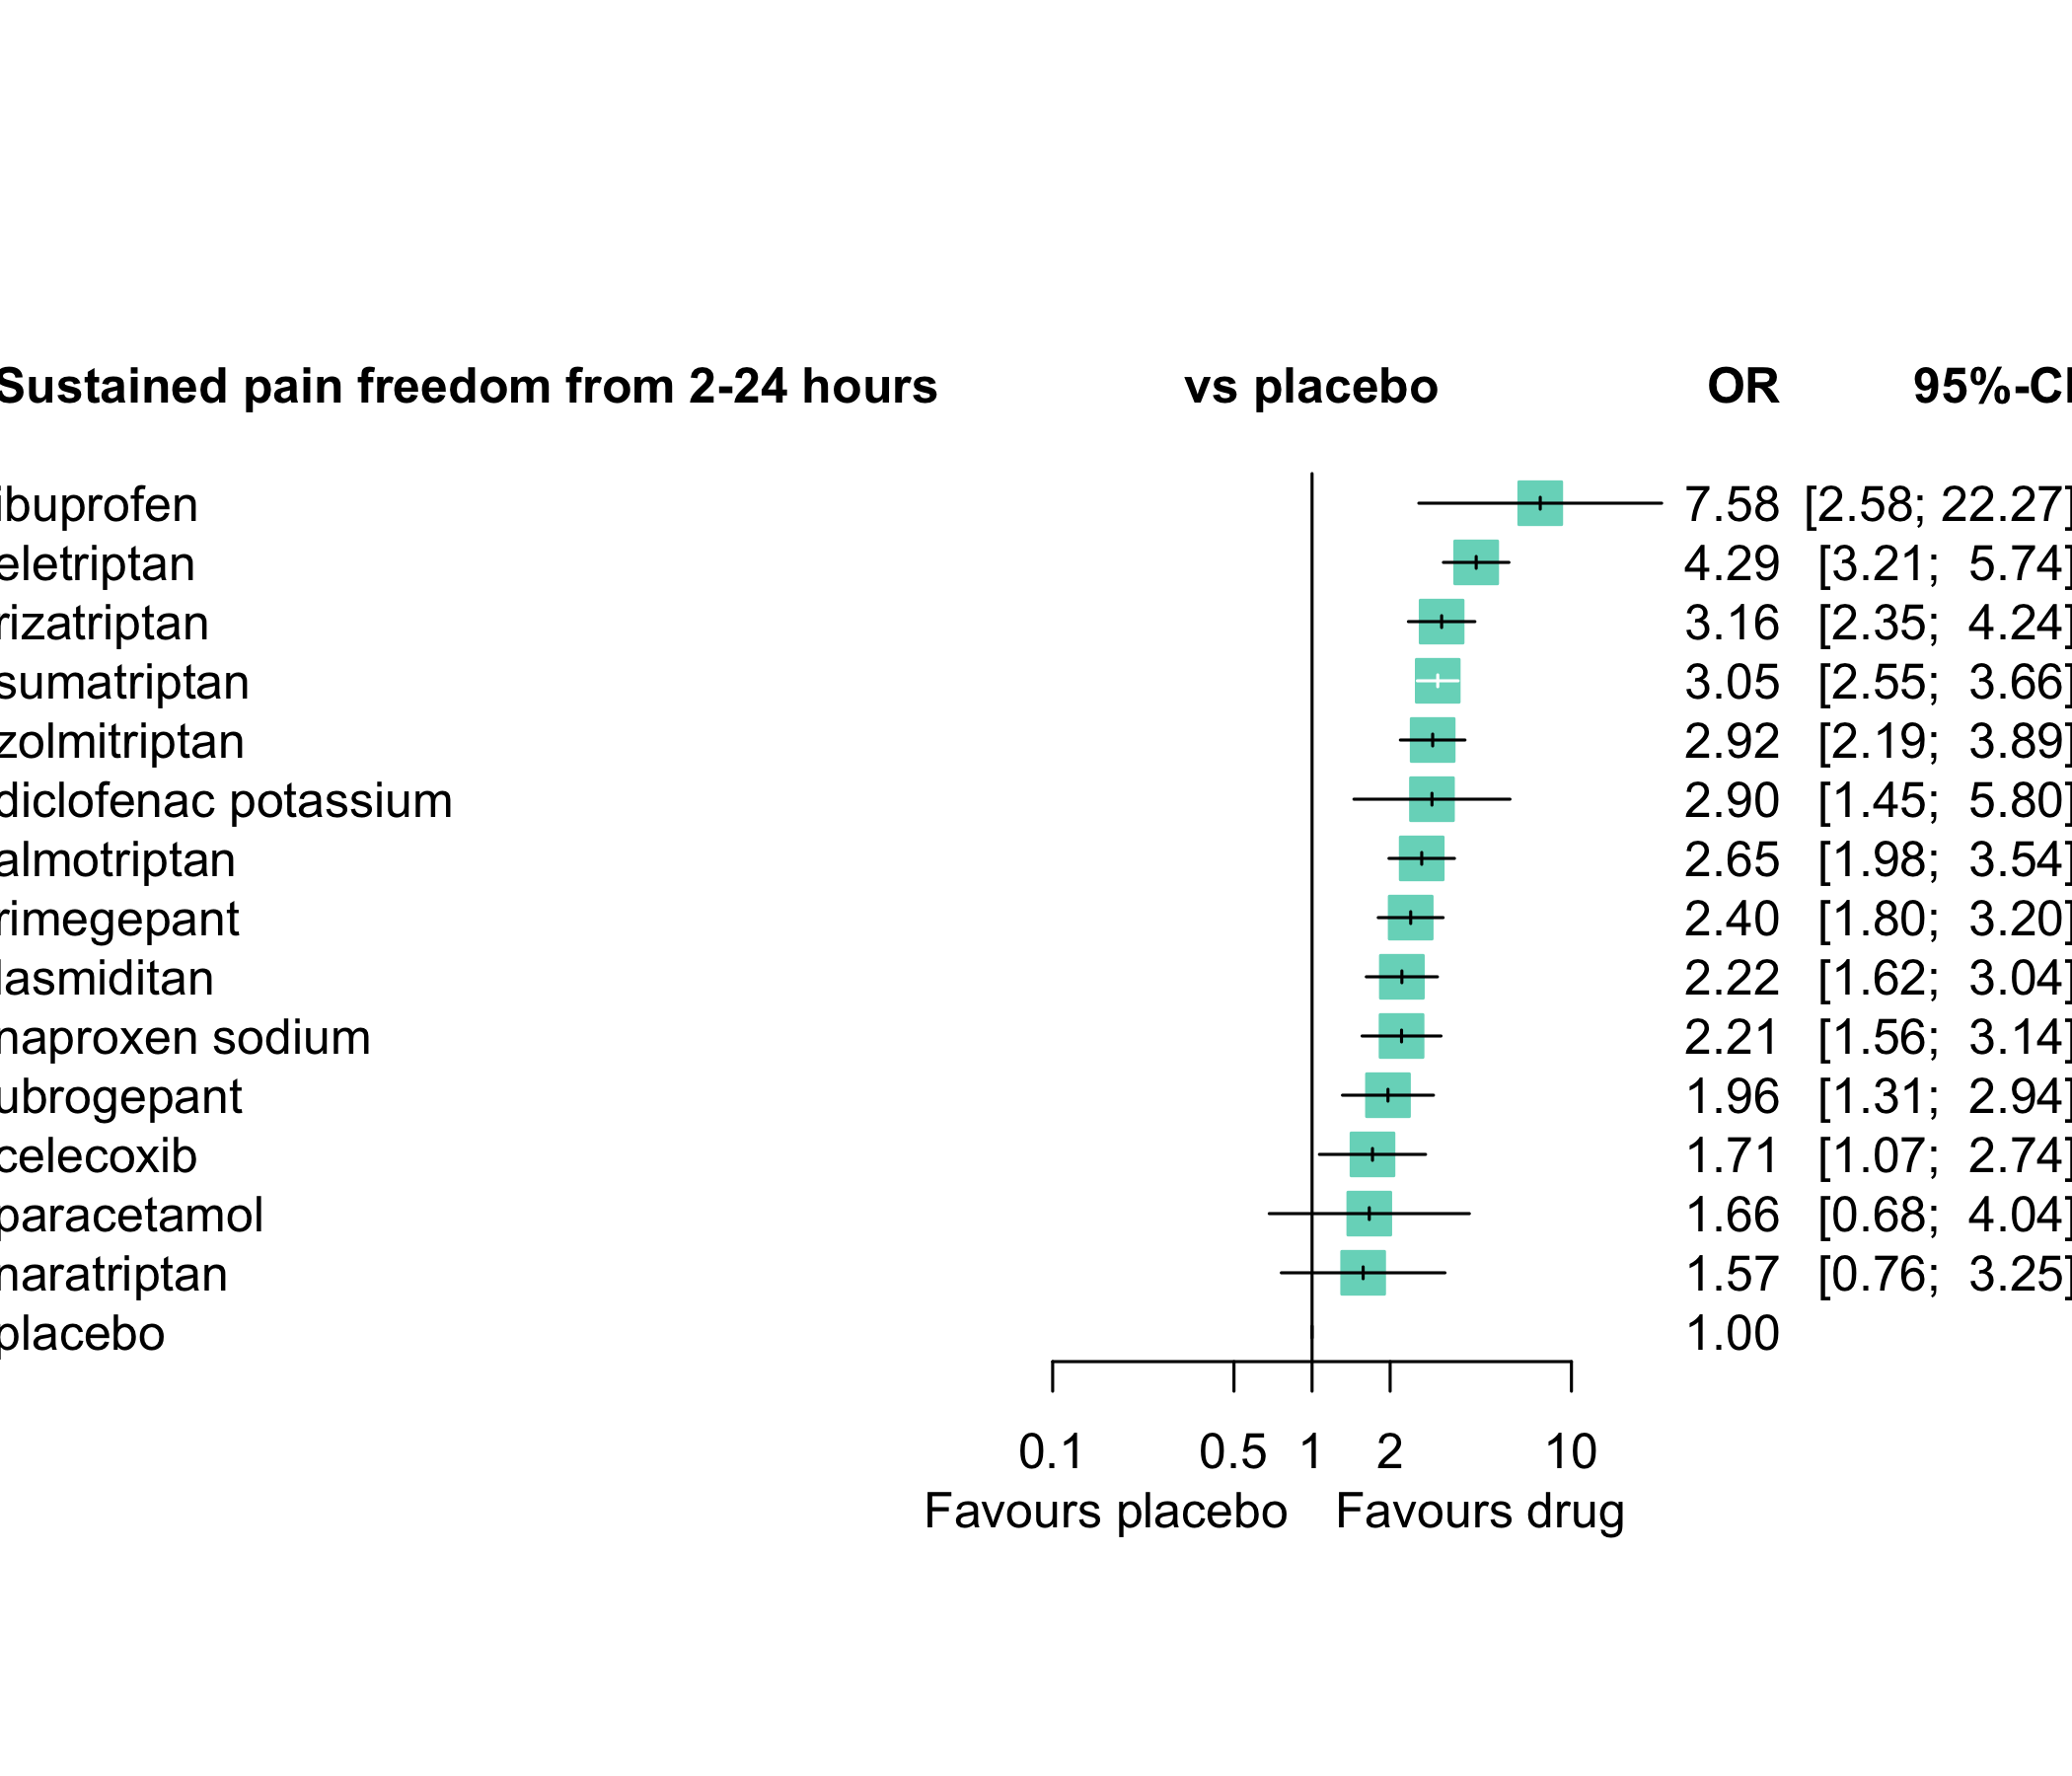 Sustained pain freedom from 2-24 hours vs placebo OR 95%-CI
ibuprofen 7.58 [2.58; 22.27]
eletriptan 4.29 [3.21; 5.74]
rizatriptan 3.16 [2.35; 4.24]
sumatriptan 3.05 [2.55; 3.66]
zolmitriptan 2.92 [2.19; 3.89]
diclofenac potassium 2.90 [1.45; 5.80]
almotriptan 2.65 [1.98; 3.54]
rimegepant 2.40 [1.80; 3.20]
lasmiditan 2.22 [1.62; 3.04]
naproxen sodium 2.21 [1.56; 3.14]
ubrogepant 1.96 [1.31; 2.94]
celecoxib 1.71 [1.07; 2.74]
paracetamol 1.66 [0.68; 4.04]
naratriptan 1.57 [0.76; 3.25]
placebo 1.00
0.1 0.5 1 2 10
Favours placebo Favours drug